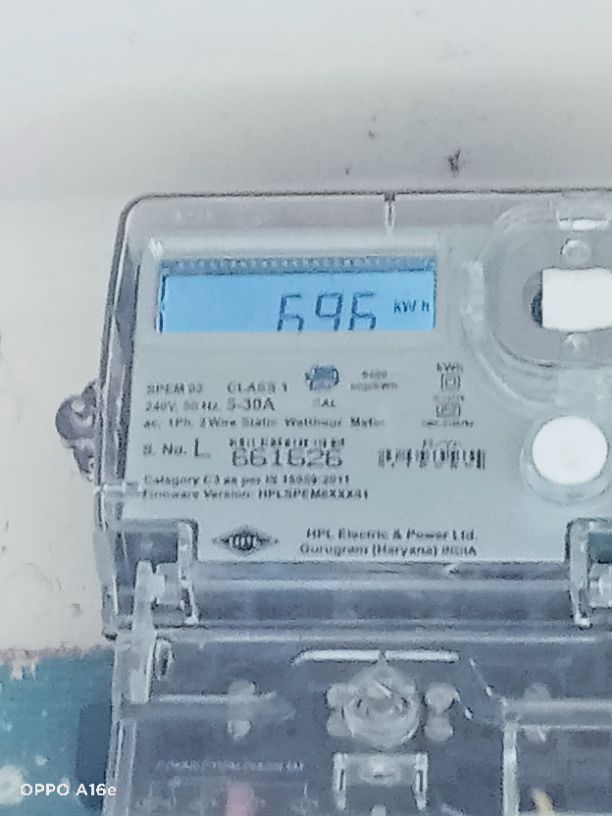 696 kWh
SPEM 02 CLASS 1
kWh
240V, 50 Hz, 5-30A
CAL
ac, 1Ph, 2 Wire Static Watthour Meter
S. No. L 661626
Category C3 as per IS 15959:2011
Firmware Version:
HPL Electric & Power Ltd.
Gurugram (Haryana) INDIA
OPPO A16e